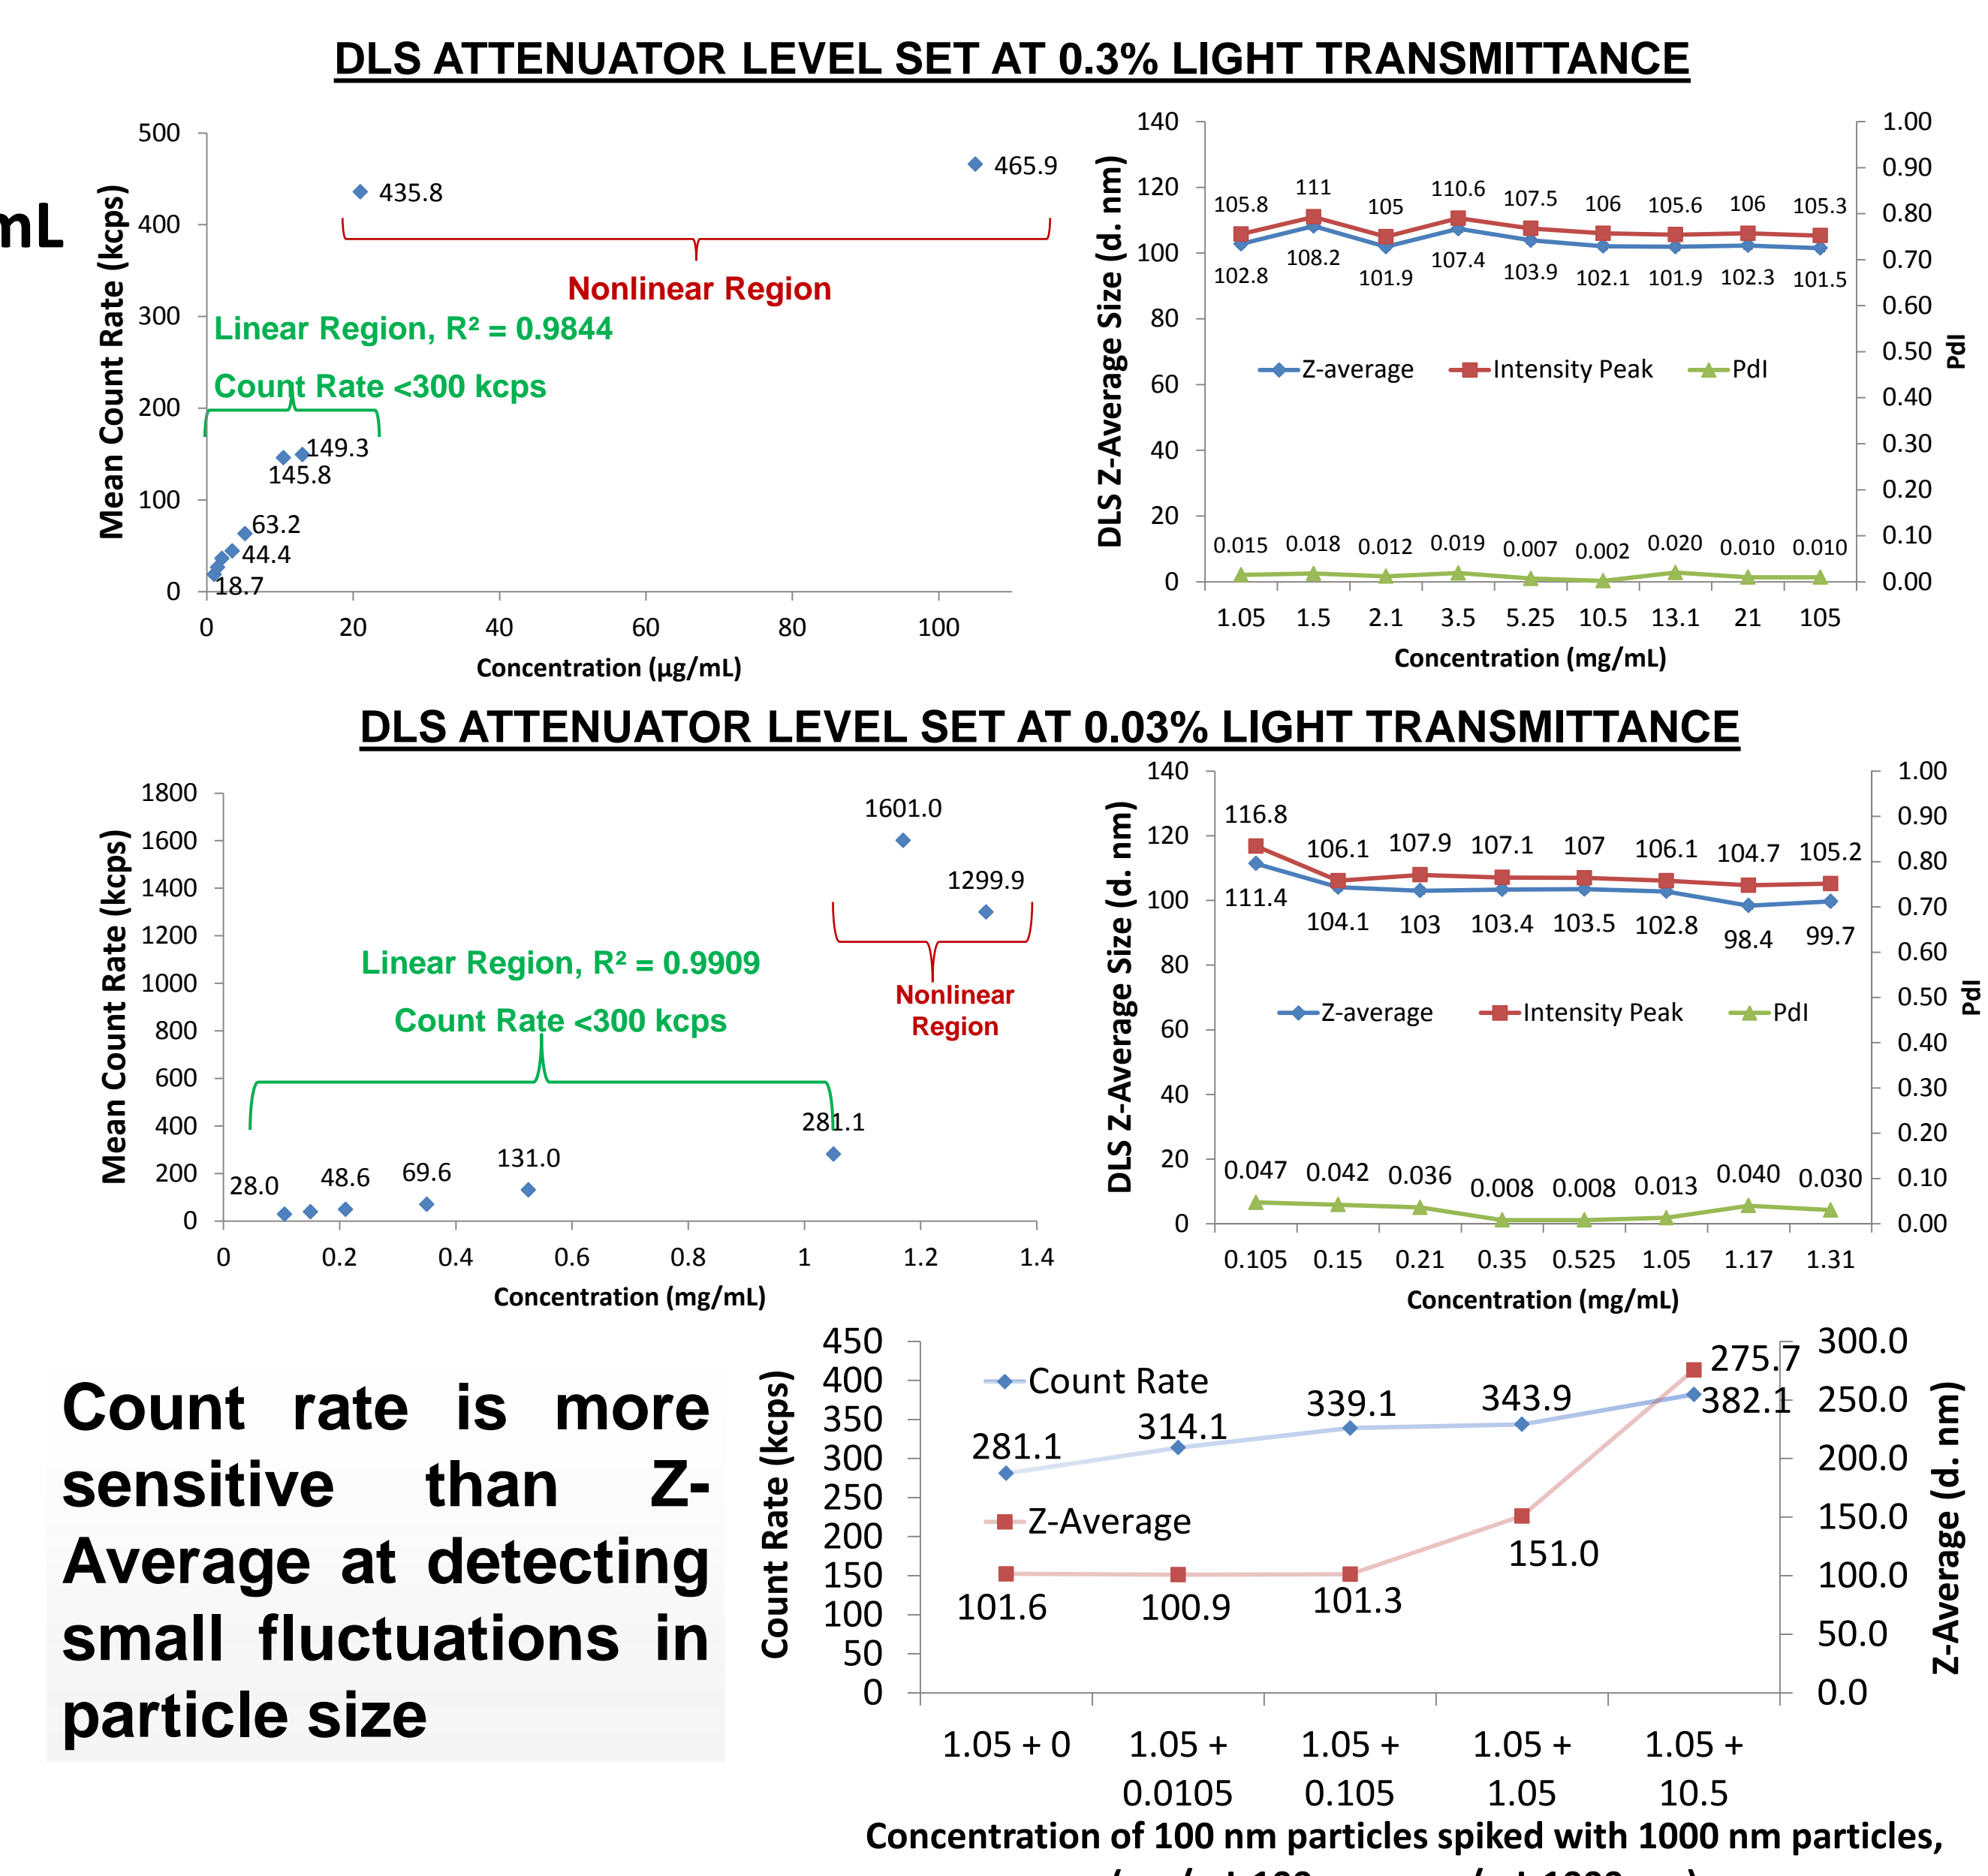 DLS ATTENUATOR LEVEL SET AT 0.3% LIGHT TRANSMITTANCE
mL
Mean Count Rate (kcps)
500
400
300
200
100
0
435.8
465.9
Nonlinear Region
Linear Region, R² = 0.9844
Count Rate <300 kcps
149.3
145.8
63.2
44.4
18.7
0 20 40 60 80 100
Concentration (µg/mL)
DLS Z-Average Size (d. nm)
140
120
100
80
60
40
20
0
105.8 111 105 110.6 107.5 106 105.6 106 105.3
102.8 108.2 101.9 107.4 103.9 102.1 101.9 102.3 101.5
Z-average Intensity Peak PdI
0.015 0.018 0.012 0.019 0.007 0.002 0.020 0.010 0.010
1.00
0.90
0.80
0.70
0.60
0.50
0.40
0.30
0.20
0.10
0.00
PdI
1.05 1.5 2.1 3.5 5.25 10.5 13.1 21 105
Concentration (mg/mL)
DLS ATTENUATOR LEVEL SET AT 0.03% LIGHT TRANSMITTANCE
Mean Count Rate (kcps)
1800
1600
1400
1200
1000
800
600
400
200
0
1601.0
1299.9
Linear Region, R² = 0.9909
Count Rate <300 kcps
Nonlinear
Region
281.1
131.0
69.6
48.6
28.0
0 0.2 0.4 0.6 0.8 1 1.2 1.4
Concentration (mg/mL)
DLS Z-Average Size (d. nm)
140
120
100
80
60
40
20
0
116.8 106.1 107.9 107.1 107 106.1 104.7 105.2
111.4 104.1 103 103.4 103.5 102.8 98.4 99.7
Z-average Intensity Peak PdI
0.047 0.042 0.036 0.008 0.008 0.013 0.040 0.030
1.00
0.90
0.80
0.70
0.60
0.50
0.40
0.30
0.20
0.10
0.00
PdI
0.105 0.15 0.21 0.35 0.525 1.05 1.17 1.31
Concentration (mg/mL)
Count rate is more
sensitive than Z-
Average at detecting
small fluctuations in
particle size
Count Rate (kcps)
450
400
350
300
250
200
150
100
50
0
Count Rate
281.1 314.1 339.1 343.9 382.1
Z-Average
101.6 100.9 101.3 151.0 275.7
300.0
250.0
200.0
150.0
100.0
50.0
0.0
Z-Average (d. nm)
1.05 + 0 1.05 + 1.05 + 1.05 + 1.05 +
0.0105 0.105 1.05 10.5
Concentration of 100 nm particles spiked with 1000 nm particles,